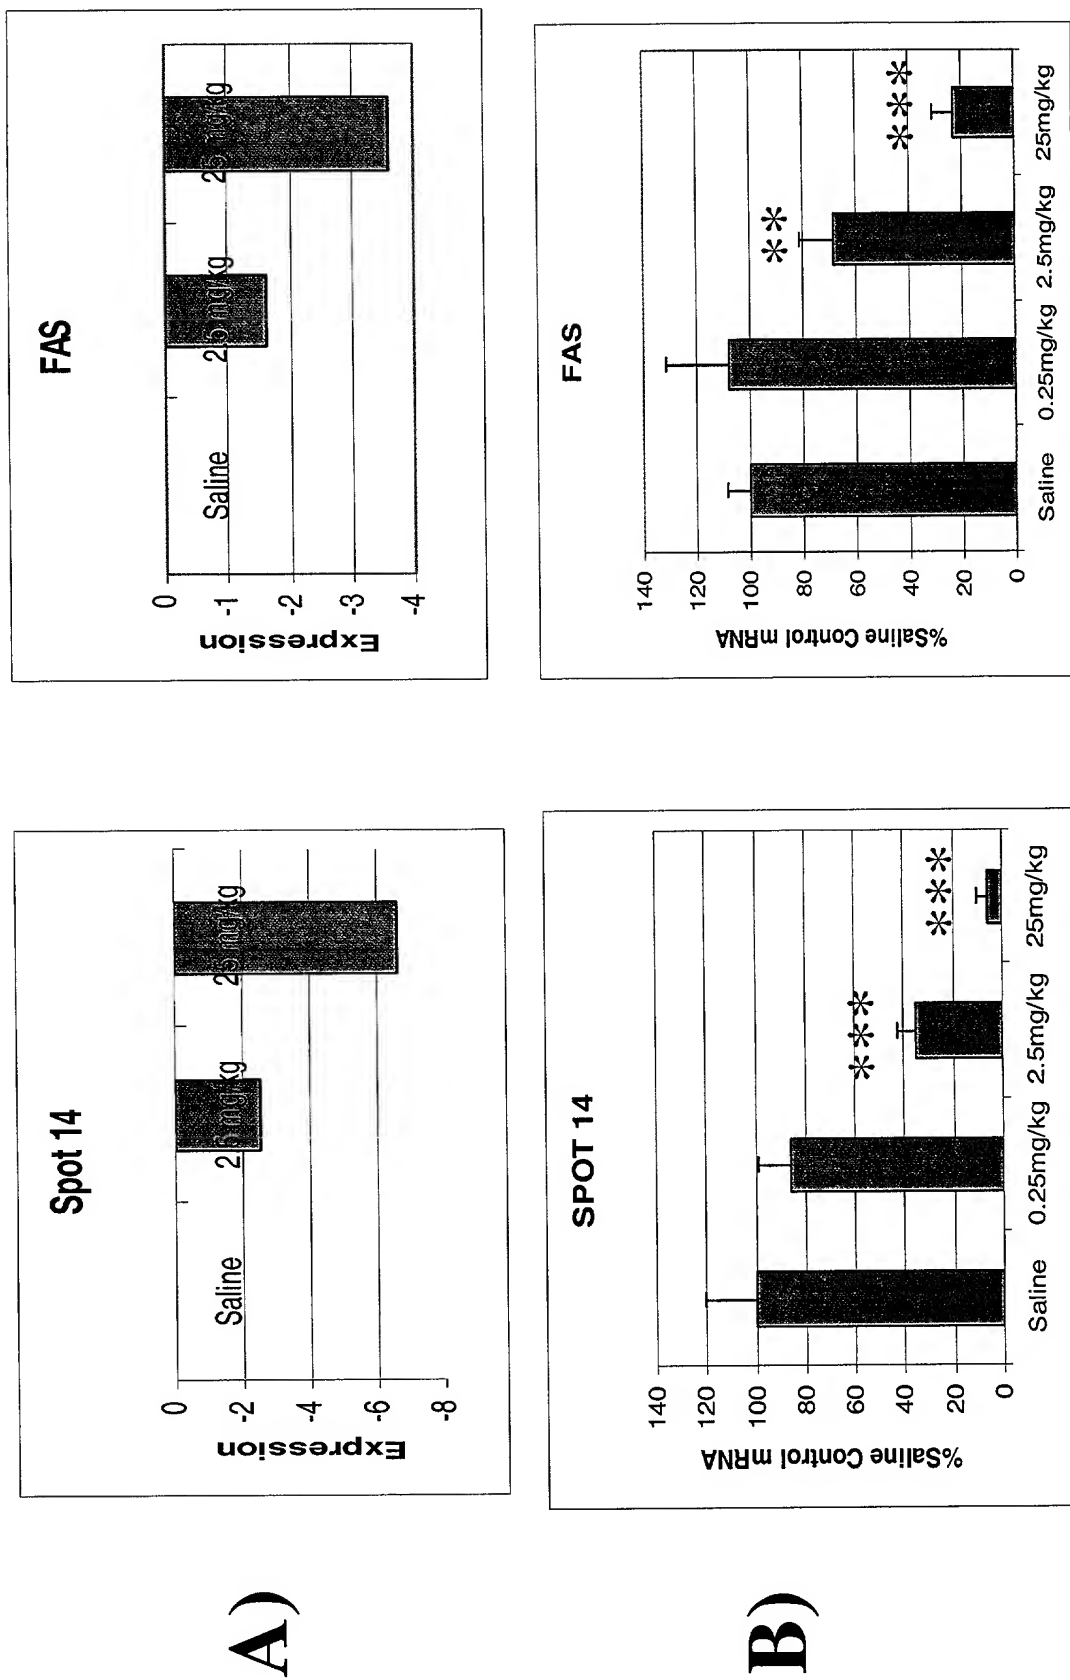 A)
Spot 14
Expression
0
-2
-4
-6
-8
Saline
2.5 mg/kg
25 mg/kg
FAS
Expression
0
-1
-2
-3
-4
Saline
2.5 mg/kg
25 mg/kg
B)
SPOT 14
%Saline Control mRNA
140
120
100
80
60
40
20
0
***
***
Saline 0.25mg/kg 2.5mg/kg 25mg/kg
FAS
%Saline Control mRNA
140
120
100
80
60
40
20
0
**
***
Saline 0.25mg/kg 2.5mg/kg 25mg/kg